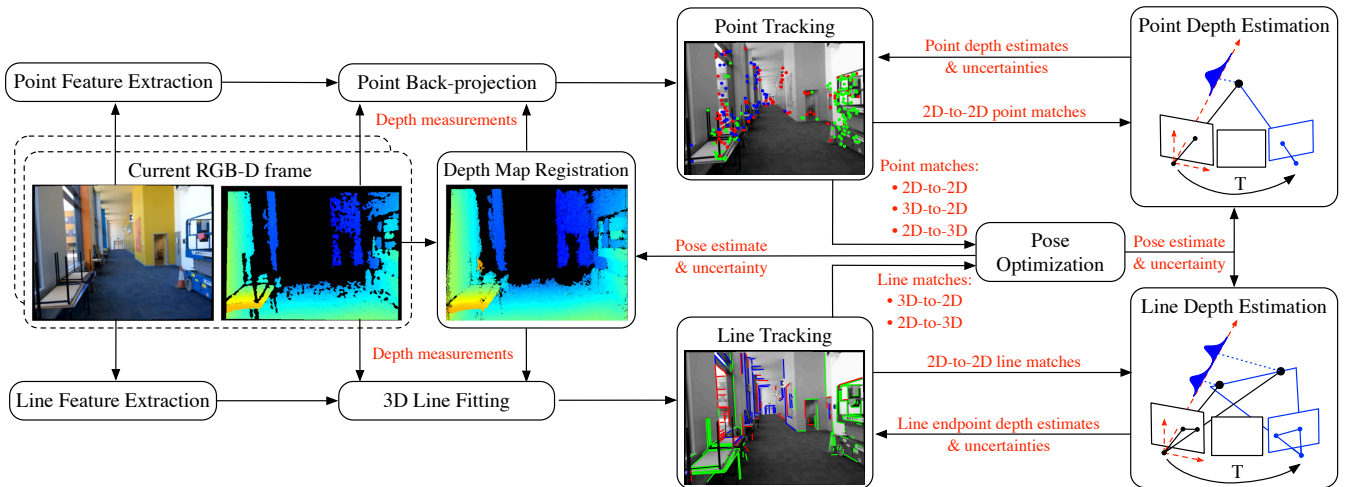 Point Feature Extraction
Point Back-projection
Depth measurements
Current RGB-D frame
Depth Map Registration
Depth measurements
Line Feature Extraction
3D Line Fitting
Point Tracking
Point depth estimates
& uncertainties
2D-to-2D point matches
Point matches:
• 2D-to-2D
• 3D-to-2D
• 2D-to-3D
Pose estimate
& uncertainty
Pose
Optimization
Pose estimate
& uncertainty
Line matches:
• 3D-to-2D
• 2D-to-3D
Line Tracking
2D-to-2D line matches
Line endpoint depth estimates
& uncertainties
Point Depth Estimation
T
Line Depth Estimation
T